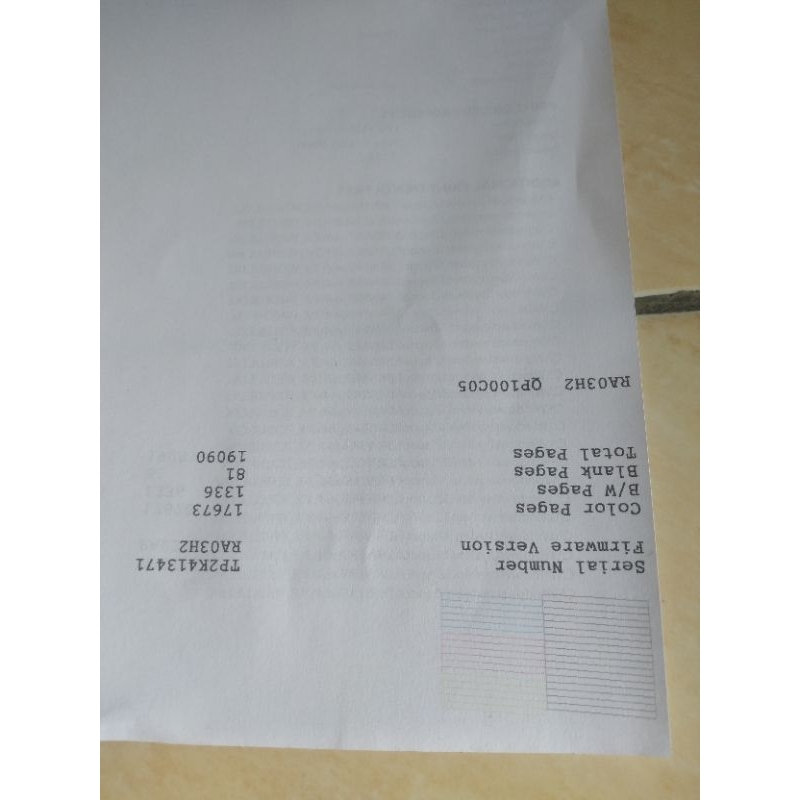 Serial Number TP2K413471
Firmware Version RA03H2
Color Pages 17673
B/W Pages 1336
Blank Pages 81
Total Pages 19090
RA03H2 QP100C05